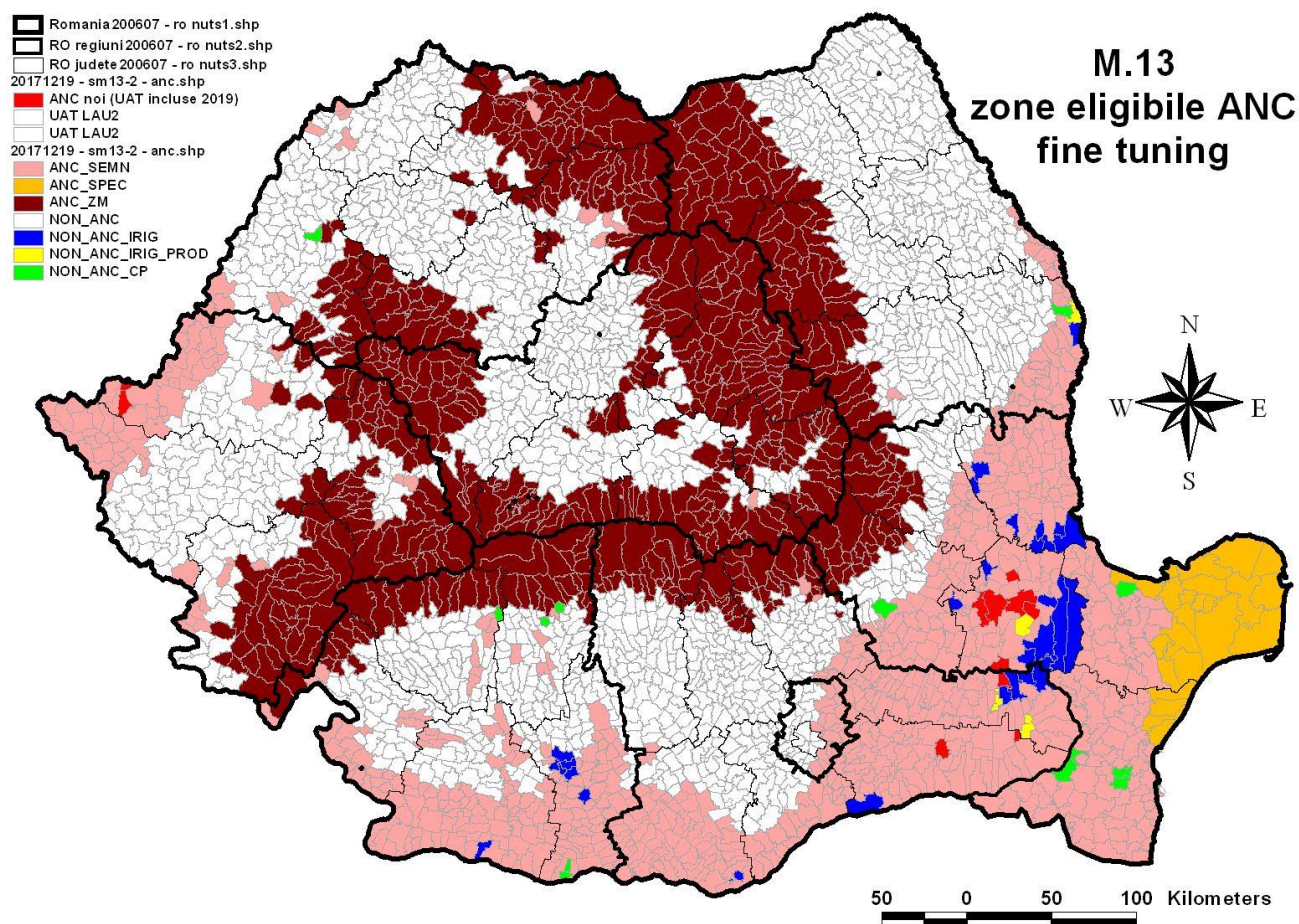 Romania200607 - ro nuts1.shp
RO regiuni200607 - ro nuts2.shp
RO judete200607 - ro nuts3.shp
20171219 - sm13-2 - anc.shp
ANC noi (UAT incluse 2019)
UAT LAU2
UAT LAU2
20171219 - sm13-2 - anc.shp
ANC_SEMN
ANC_SPEC
ANC_ZM
NON_ANC
NON_ANC_IRIG
NON_ANC_IRIG_PROD
NON_ANC_CP
M.13
zone eligibile ANC
fine tuning
N
W E
S
50 0 50 100 Kilometers